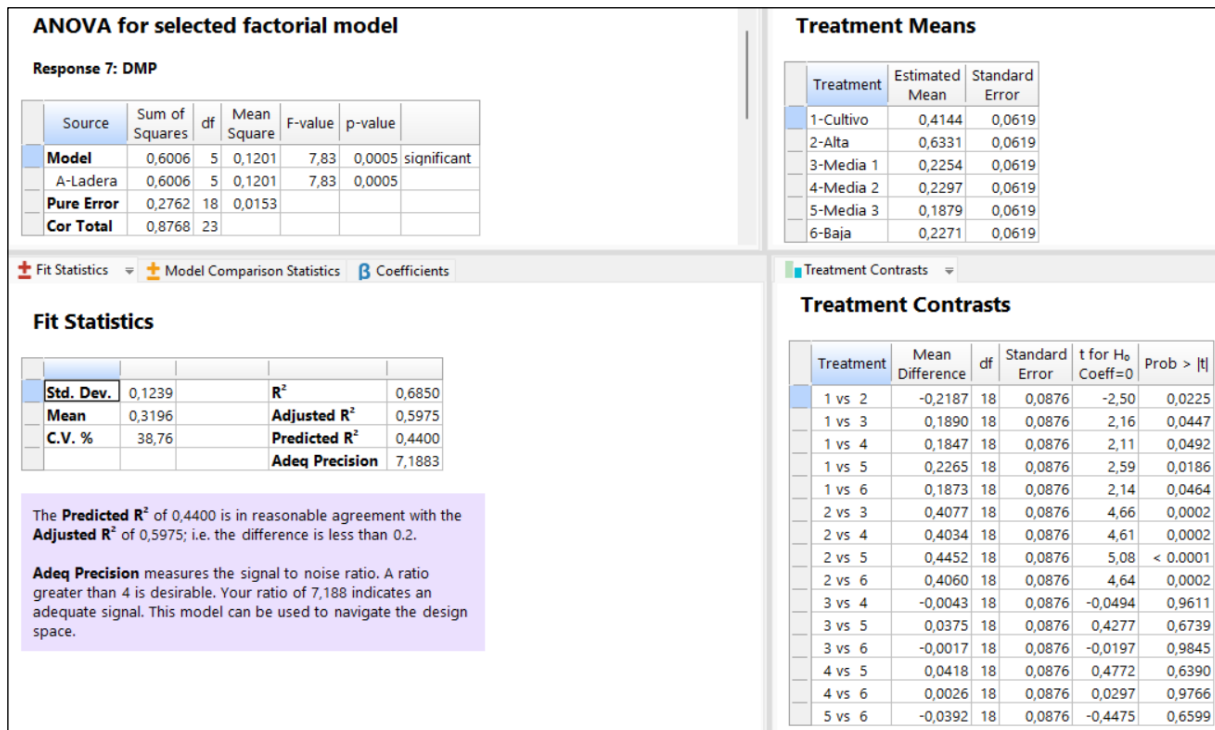 ANOVA for selected factorial model
Response 7: DMP
Source Sum of Squares df Mean Square F-value p-value
Model 0,6006 5 0,1201 7,83 0,0005 significant
A-Ladera 0,6006 5 0,1201 7,83 0,0005
Pure Error 0,2762 18 0,0153
Cor Total 0,8768 23
Treatment Means
Treatment Estimated Mean Standard Error
1-Cultivo 0,4144 0,0619
2-Alta 0,6331 0,0619
3-Media 1 0,2254 0,0619
4-Media 2 0,2297 0,0619
5-Media 3 0,1879 0,0619
6-Baja 0,2271 0,0619
Fit Statistics Model Comparison Statistics β Coefficients
Fit Statistics
Std. Dev. 0,1239 R² 0,6850
Mean 0,3196 Adjusted R² 0,5975
C.V. % 38,76 Predicted R² 0,4400
Adeq Precision 7,1883
The Predicted R² of 0,4400 is in reasonable agreement with the
Adjusted R² of 0,5975; i.e. the difference is less than 0.2.
Adeq Precision measures the signal to noise ratio. A ratio
greater than 4 is desirable. Your ratio of 7,188 indicates an
adequate signal. This model can be used to navigate the design
space.
Treatment Contrasts
Treatment Contrasts
Treatment Mean Difference df Standard Error t for H₀ Coeff=0 Prob > |t|
1 vs 2 -0,2187 18 0,0876 -2,50 0,0225
1 vs 3 0,1890 18 0,0876 2,16 0,0447
1 vs 4 0,1847 18 0,0876 2,11 0,0492
1 vs 5 0,2265 18 0,0876 2,59 0,0186
1 vs 6 0,1873 18 0,0876 2,14 0,0464
2 vs 3 0,4077 18 0,0876 4,66 0,0002
2 vs 4 0,4034 18 0,0876 4,61 0,0002
2 vs 5 0,4452 18 0,0876 5,08 < 0.0001
2 vs 6 0,4060 18 0,0876 4,64 0,0002
3 vs 4 -0,0043 18 0,0876 -0,0494 0,9611
3 vs 5 0,0375 18 0,0876 0,4277 0,6739
3 vs 6 -0,0017 18 0,0876 -0,0197 0,9845
4 vs 5 0,0418 18 0,0876 0,4772 0,6390
4 vs 6 0,0026 18 0,0876 0,0297 0,9766
5 vs 6 -0,0392 18 0,0876 -0,4475 0,6599